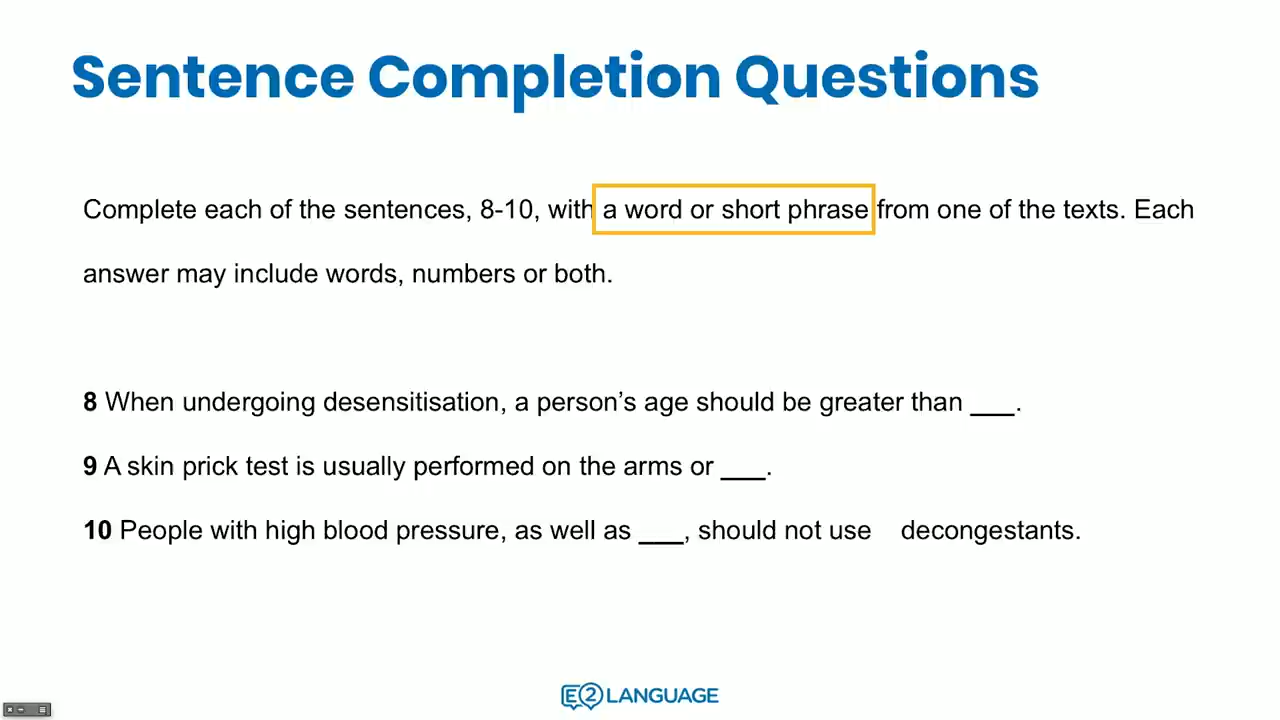 Sentence Completion Questions
Complete each of the sentences, 8-10, with a word or short phrase from one of the texts. Each
answer may include words, numbers or both.
8 When undergoing desensitisation, a person’s age should be greater than ___.
9 A skin prick test is usually performed on the arms or ___.
10 People with high blood pressure, as well as ___, should not use decongestants.
E2 LANGUAGE